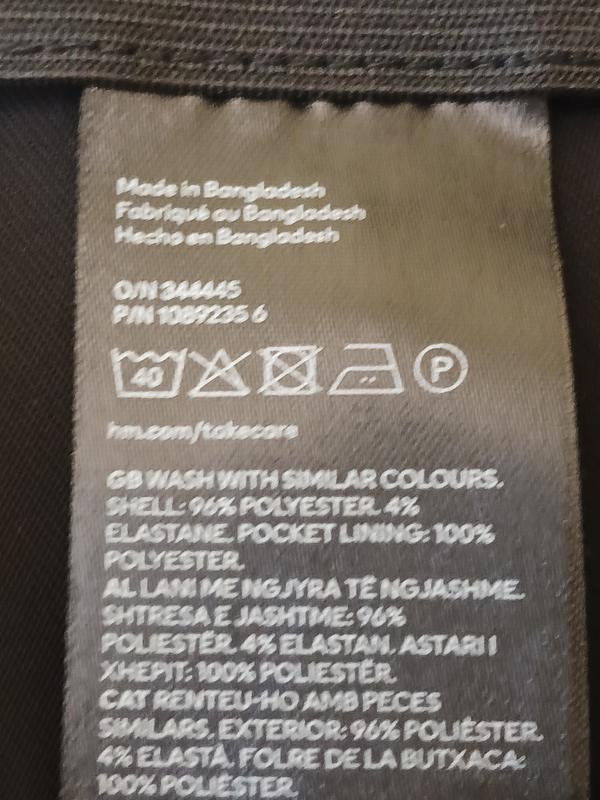 Made in Bangladesh
Fabriqué au Bangladesh
Hecho en Bangladesh
O/N 344445
P/N 1089235 6
40 P
hm.com/takecare
GB WASH WITH SIMILAR COLOURS.
SHELL: 96% POLYESTER. 4%
ELASTANE. POCKET LINING: 100%
POLYESTER.
AL LANI ME NGJYRA TË NGJASHME.
SHTRESA E JASHTME: 96%
POLIESTËR. 4% ELASTAN. ASTARI I
XHEPIT: 100% POLIESTËR.
CAT RENTEU-HO AMB PECES
SIMILARS. EXTERIOR: 96% POLIÈSTER.
4% ELASTÀ. FOLRE DE LA BUTXACA:
100% POLIÈSTER.